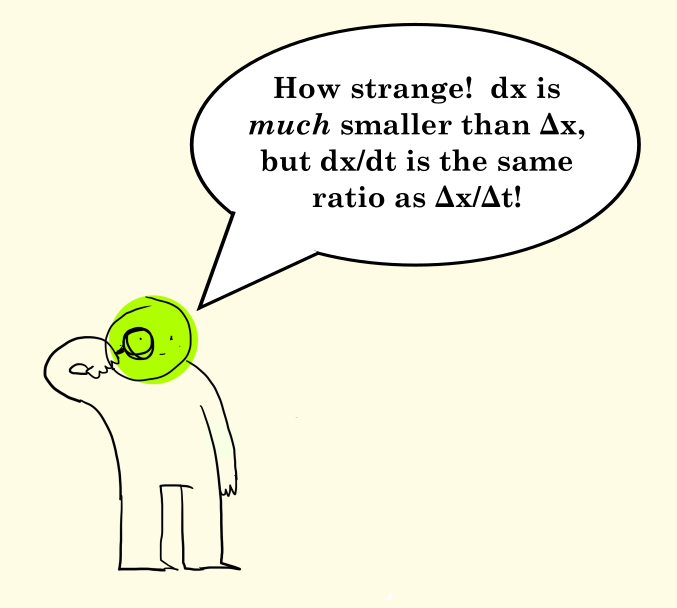 How strange!  dx is
much smaller than Δx,
but dx/dt is the same
ratio as Δx/Δt!